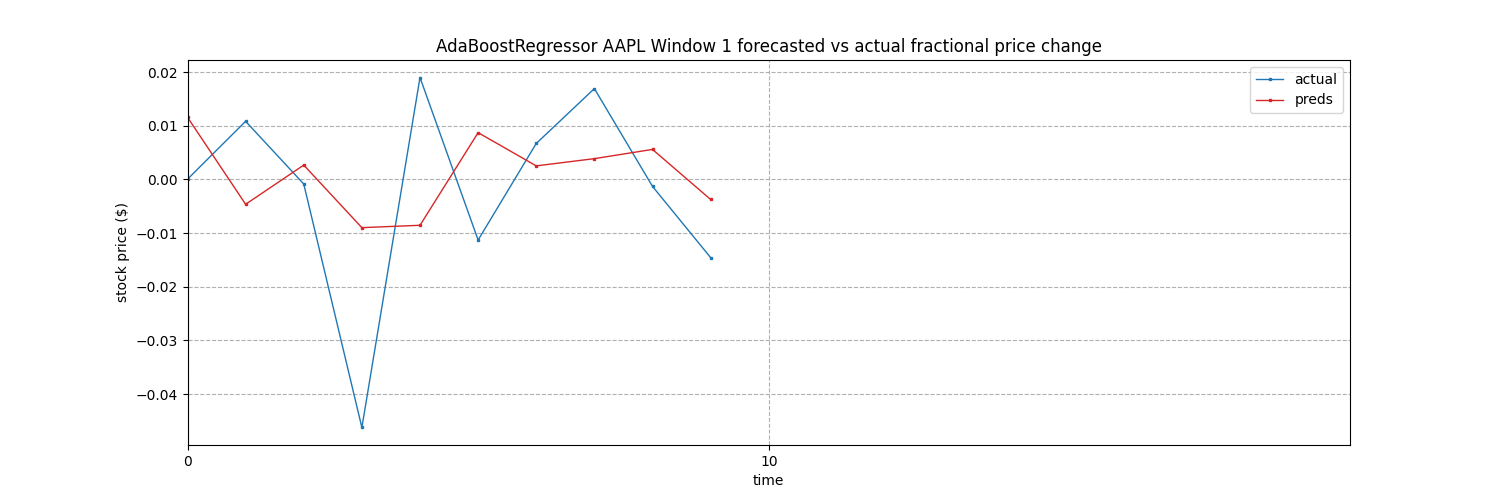 AdaBoostRegressor AAPL Window 1 forecasted vs actual fractional price change
actual
preds
0.02
0.01
0.00
−0.01
−0.02
−0.03
−0.04
stock price ($)
0
10
time